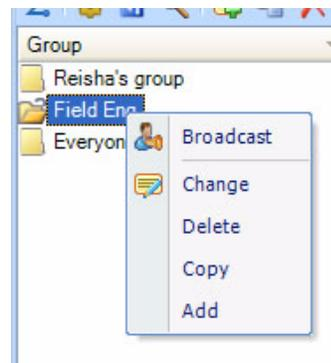 Group
Reisha's group
Field Eng
Everyon
Broadcast
Change
Delete
Copy
Add